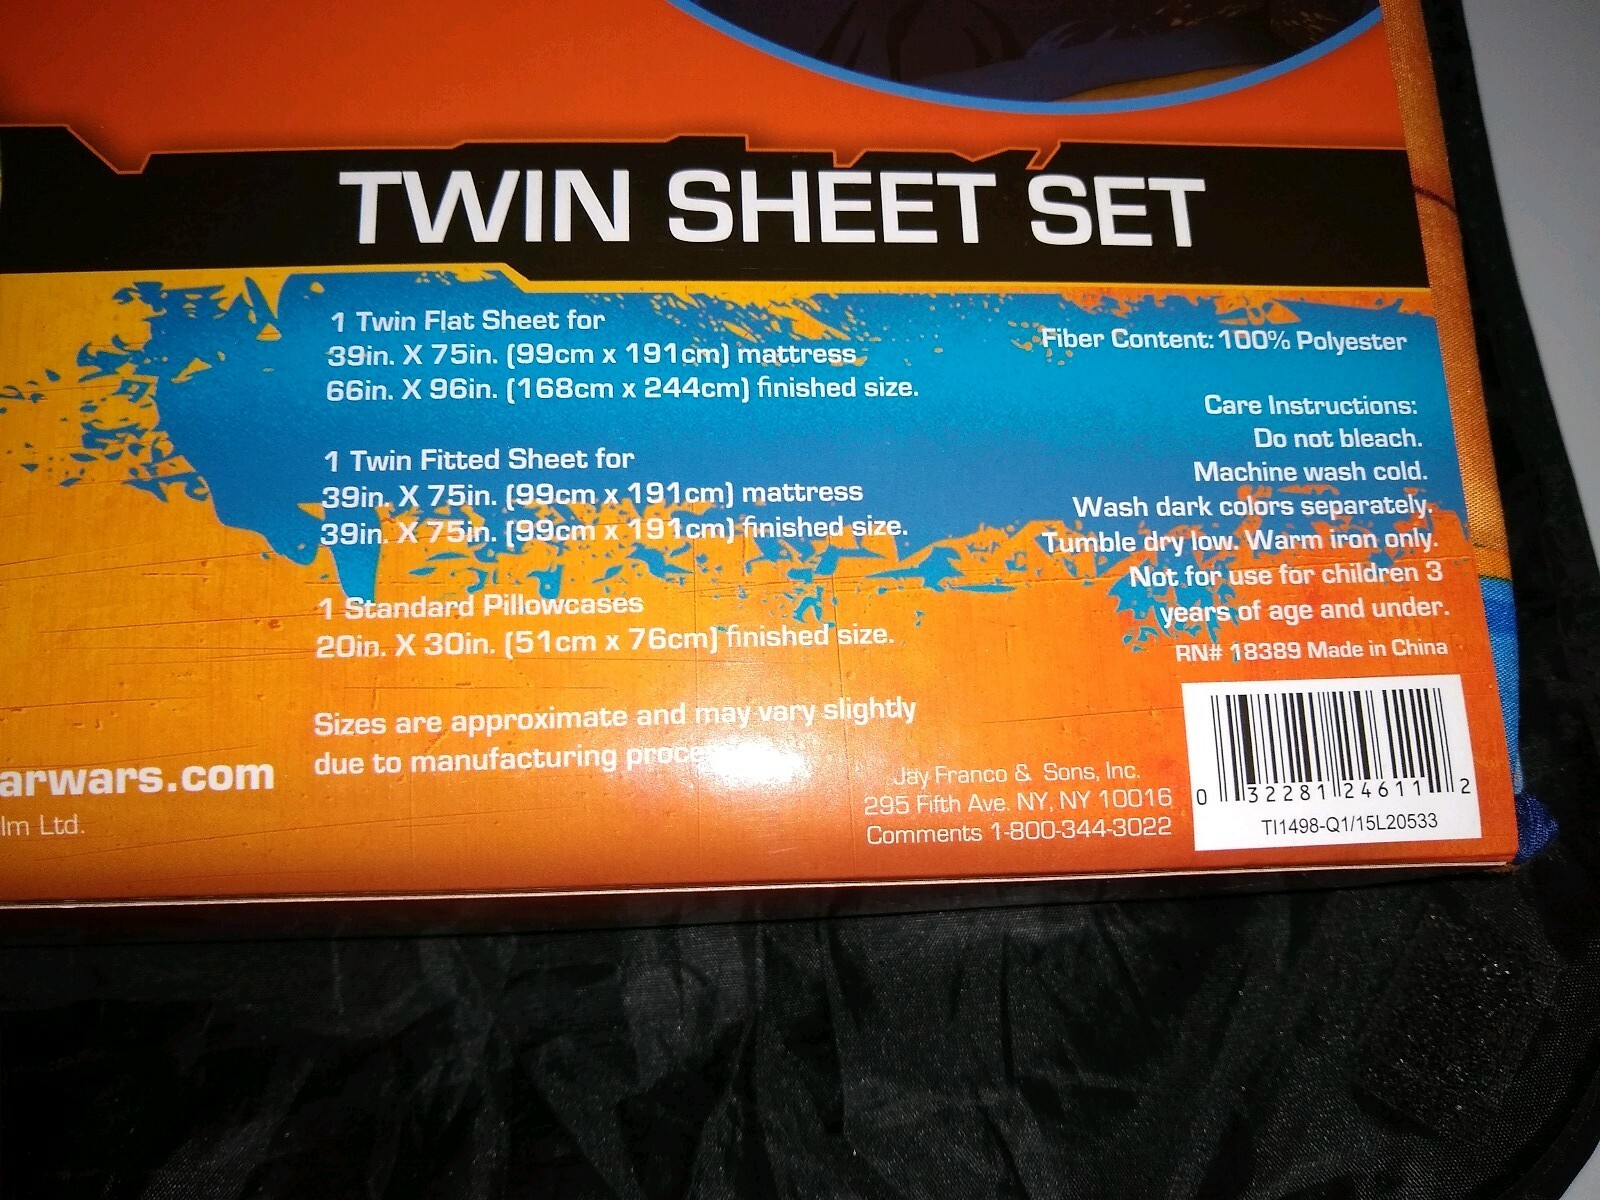 TWIN SHEET SET
1 Twin Flat Sheet for
39in. X 75in. (99cm x 191cm) mattress
66in. X 96in. (168cm x 244cm) finished size.
1 Twin Fitted Sheet for
39in. X 75in. (99cm x 191cm) mattress
39in. X 75in. (99cm x 191cm) finished size.
1 Standard Pillowcases
20in. X 30in. (51cm x 76cm) finished size.
Sizes are approximate and may vary slightly
due to manufacturing
arwars.com
lm Ltd.
Fiber Content: 100% Polyester
Care Instructions:
Do not bleach.
Machine wash cold.
Wash dark colors separately.
Tumble dry low. Warm iron only.
Not for use for children 3
years of age and under.
RN# 18389 Made in China
Jay Franco & Sons, Inc.
295 Fifth Ave. NY, NY 10016
Comments 1-800-344-3022
0 32281 24611 2
TI1498-Q1/15L20533